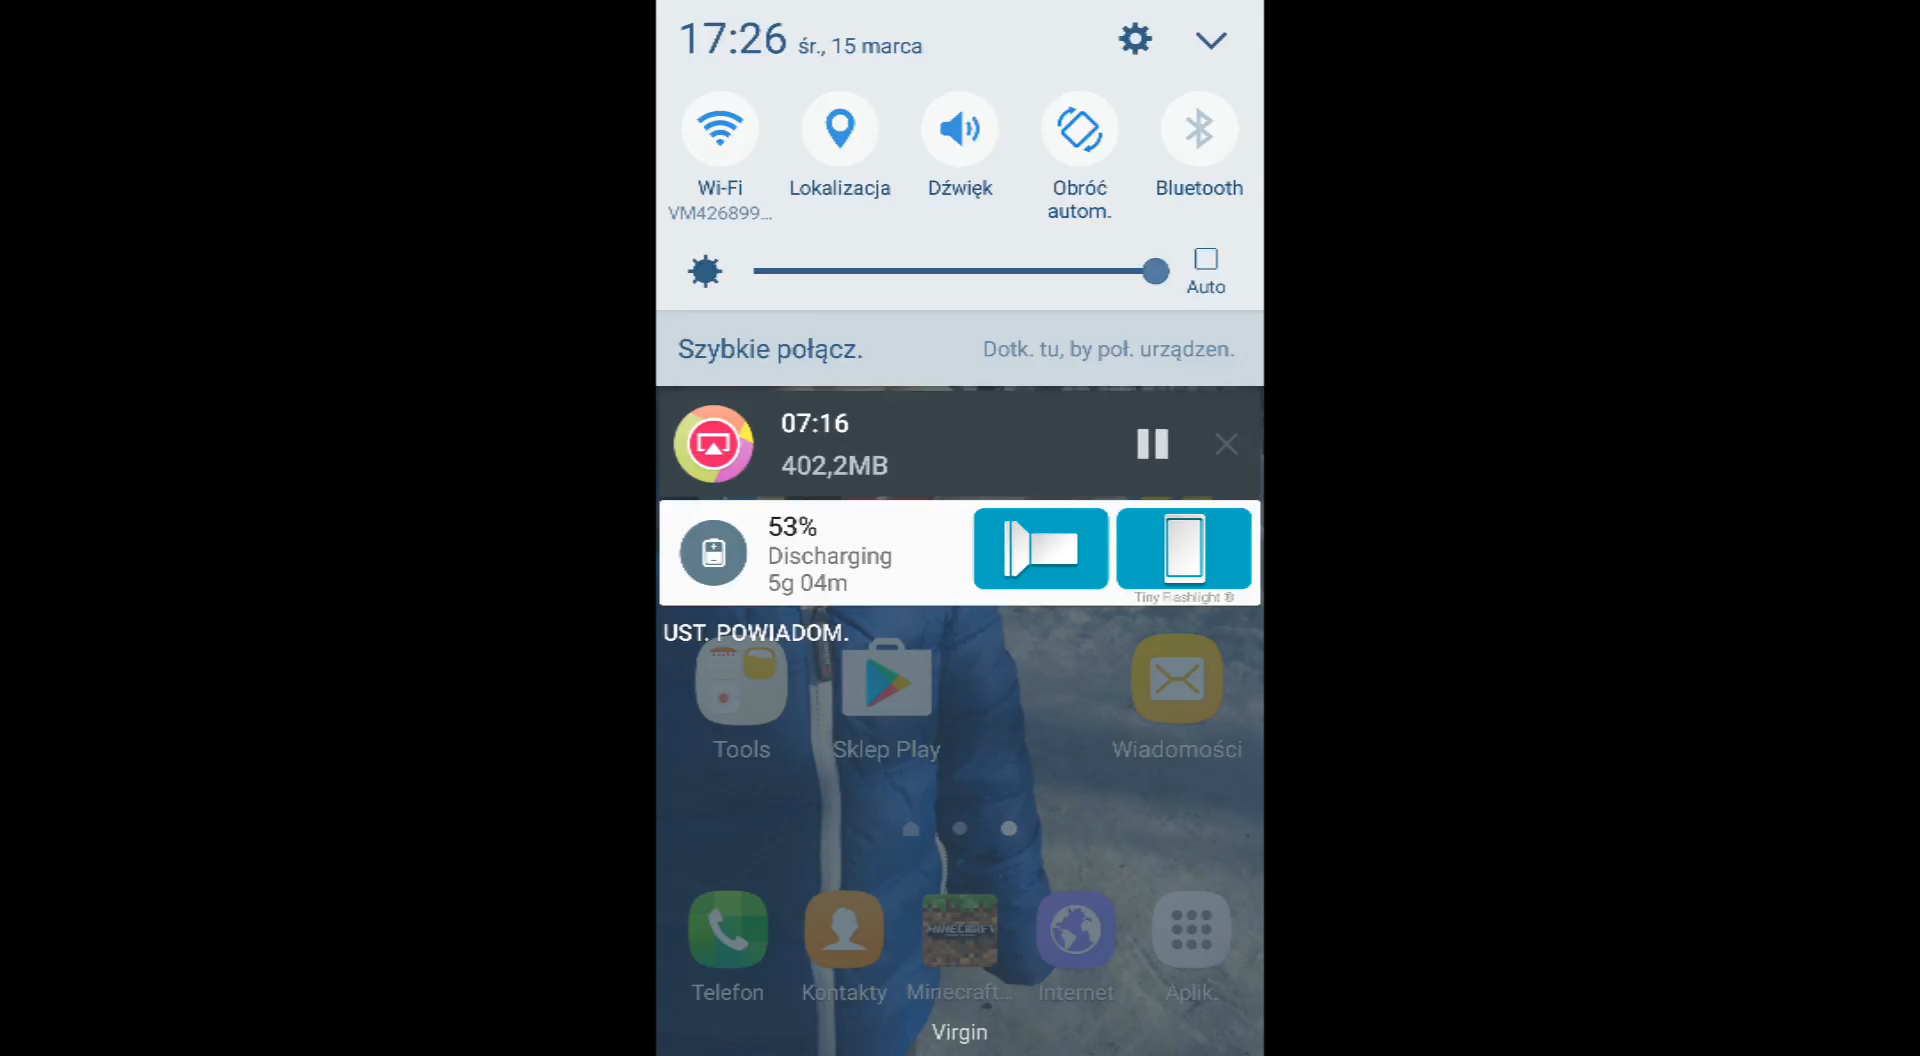 17:26 śr., 15 marca
Wi-Fi
VM426899...
Lokalizacja
Dźwięk
Obróć
autom.
Bluetooth
Auto
Szybkie połącz.
Dotk. tu, by poł. urządzen.
07:16
402,2MB
53%
Discharging
5g 04m
Tiny Flashlight ®
UST. POWIADOM.
Tools
Sklep Play
Wiadomości
MINECRAFT
Telefon
Kontakty
Minecraft...
Internet
Aplik.
Virgin